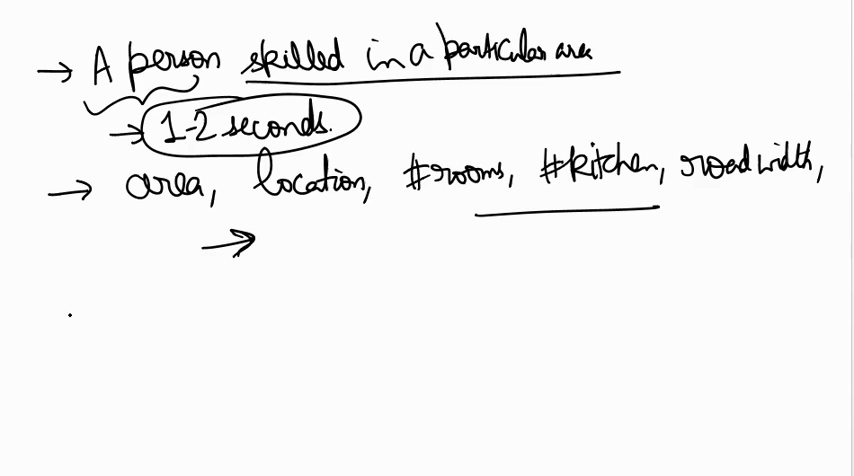 → A person skilled in a particular area
→ 1-2 seconds.
→ area, location, #rooms, #kitchen, road width,
→